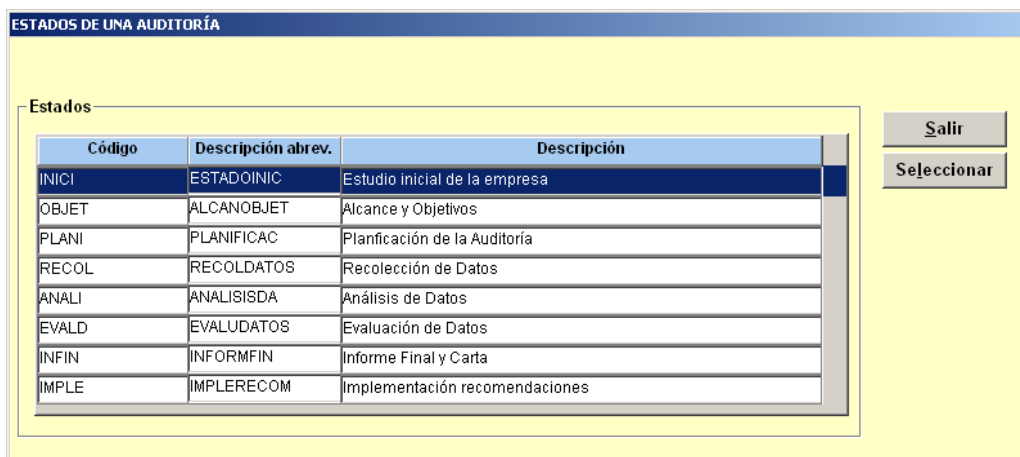 ESTADOS DE UNA AUDITORÍA
Estados
Salir
Seleccionar
Código Descripción abrev. Descripción
INICI ESTADOINIC Estudio inicial de la empresa
OBJET ALCANOBJET Alcance y Objetivos
PLANI PLANIFICAC Planficación de la Auditoría
RECOL RECOLDATOS Recolección de Datos
ANALI ANALISISDA Análisis de Datos
EVALD EVALUDATOS Evaluación de Datos
INFIN INFORMFIN Informe Final y Carta
IMPLE IMPLERECOM Implementación recomendaciones